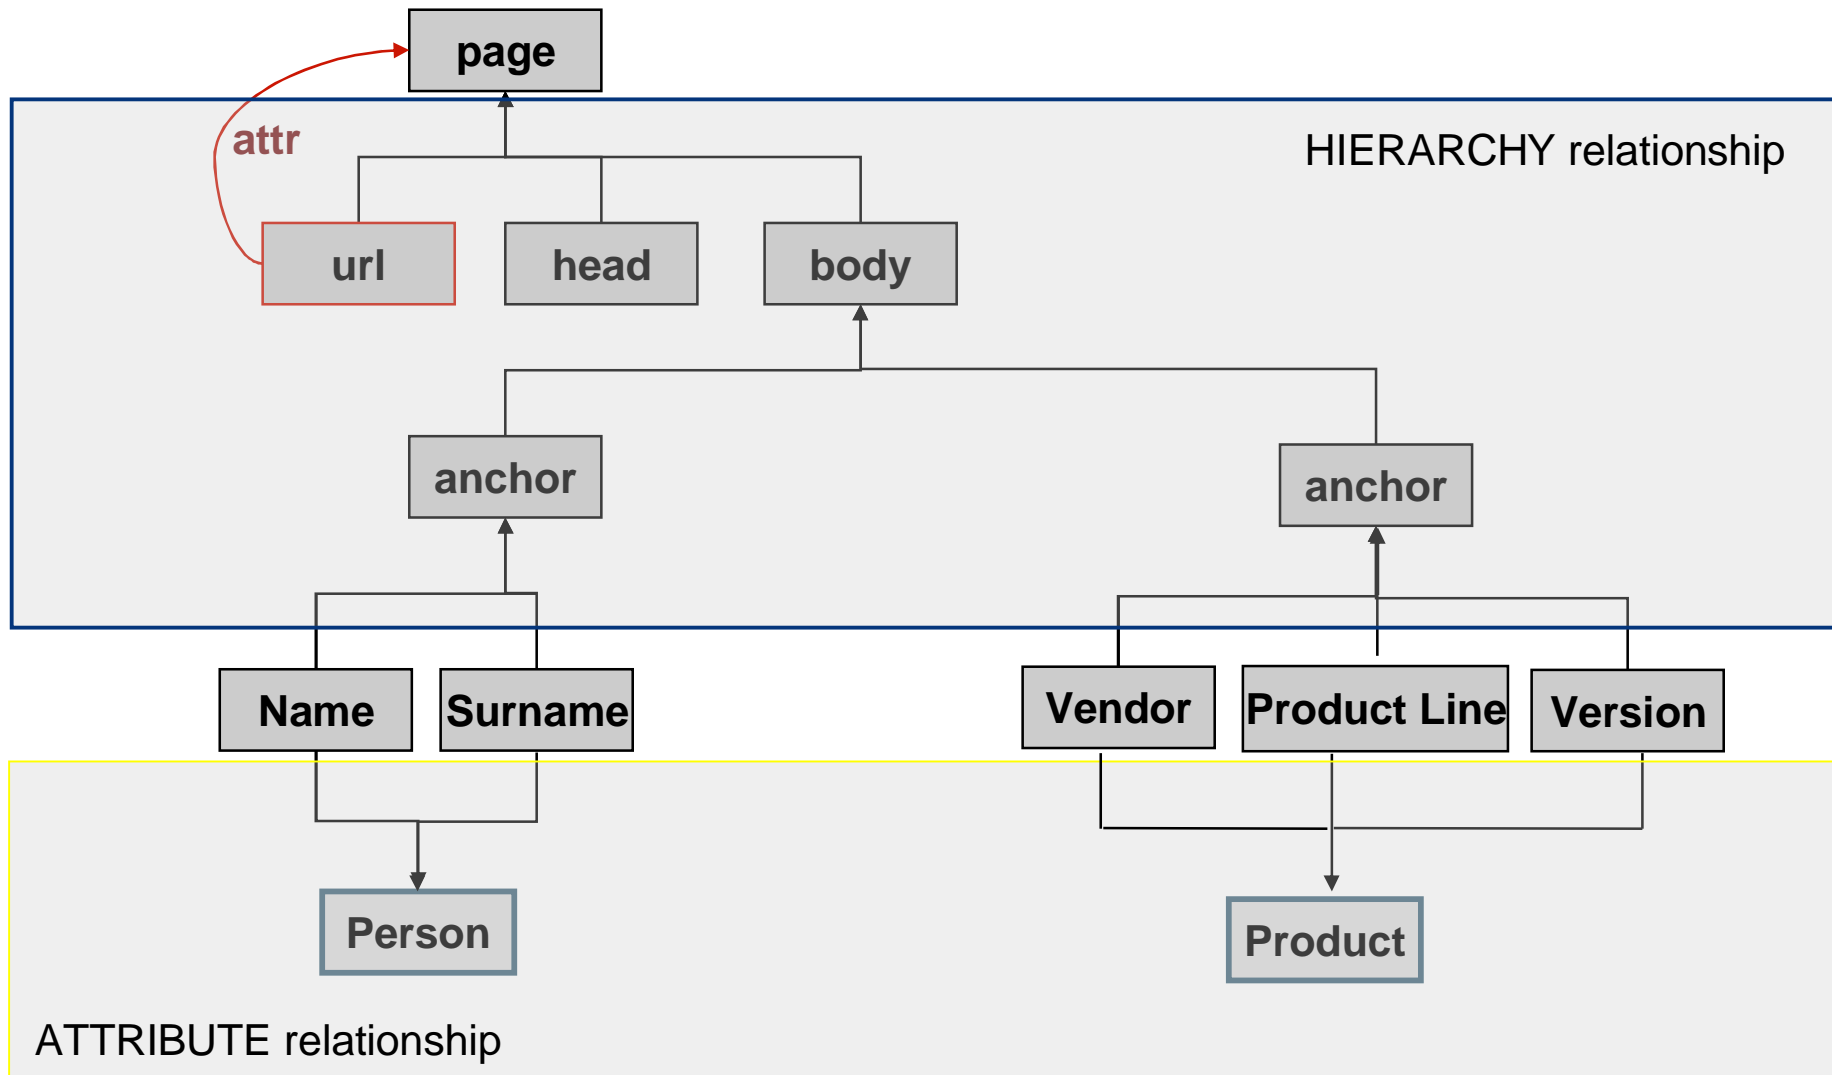 page
attr
HIERARCHY relationship
url
head
body
anchor
anchor
Name
Surname
Vendor
Product Line
Version
Person
Product
ATTRIBUTE relationship